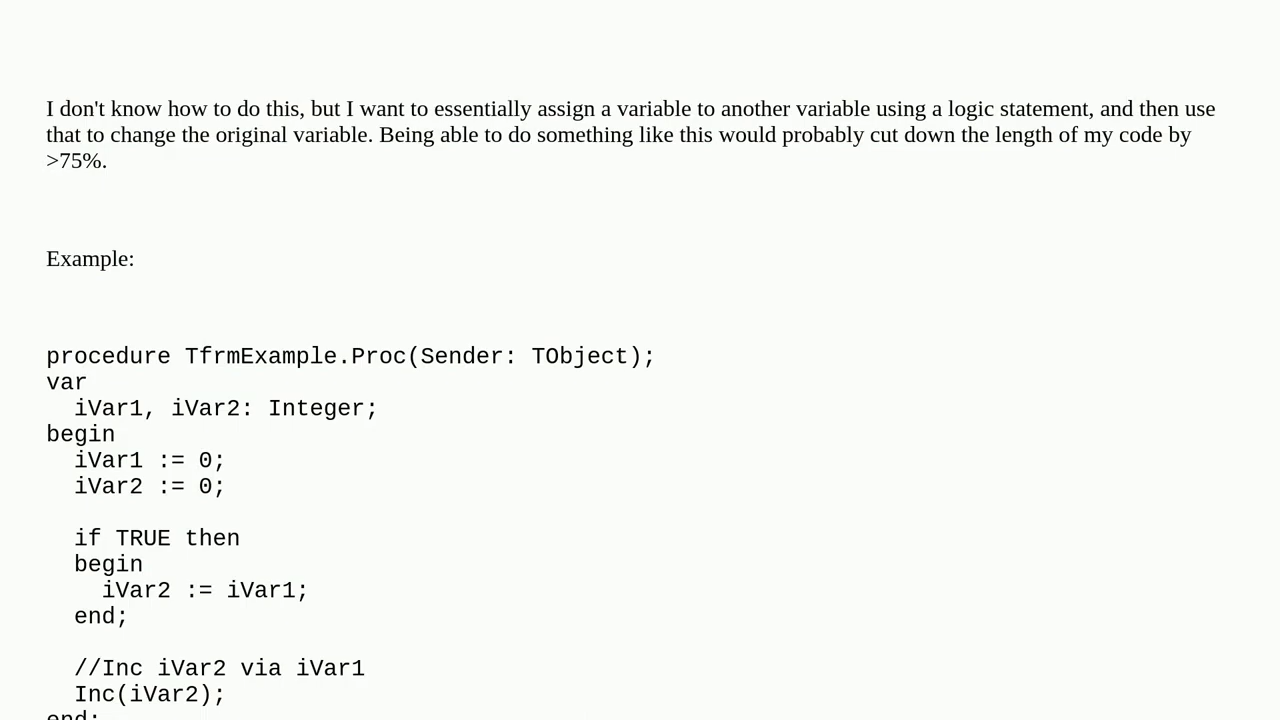 I don't know how to do this, but I want to essentially assign a variable to another variable using a logic statement, and then use
that to change the original variable. Being able to do something like this would probably cut down the length of my code by
>75%.
Example:
procedure TfrmExample.Proc(Sender: TObject);
var
  iVar1, iVar2: Integer;
begin
  iVar1 := 0;
  iVar2 := 0;
  if TRUE then
  begin
    iVar2 := iVar1;
  end;
  //Inc iVar2 via iVar1
  Inc(iVar2);
end;